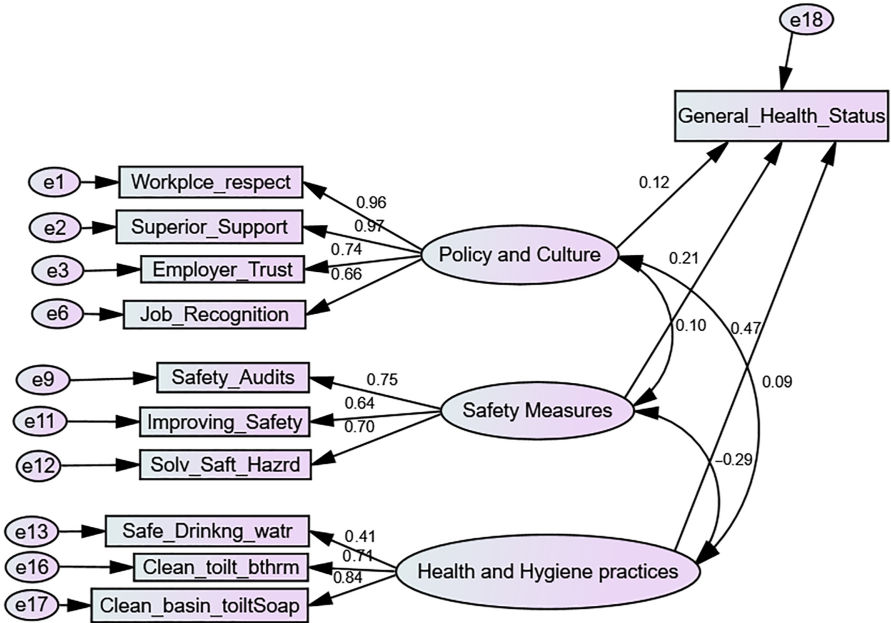 e18
General_Health_Status
e1
Workplce_respect
0.96
0.12
e2
Superior_Support
0.97
e3
Employer_Trust
0.74
Policy and Culture
0.21
0.66
e6
Job_Recognition
0.10
0.47
e9
Safety_Audits
0.75
0.09
e11
Improving_Safety
0.64
Safety Measures
0.70
e12
Solv_Saft_Hazrd
−0.29
e13
Safe_Drinkng_watr
0.41
e16
Clean_toilt_bthrm
0.71
Health and Hygiene practices
0.84
e17
Clean_basin_toiltSoap